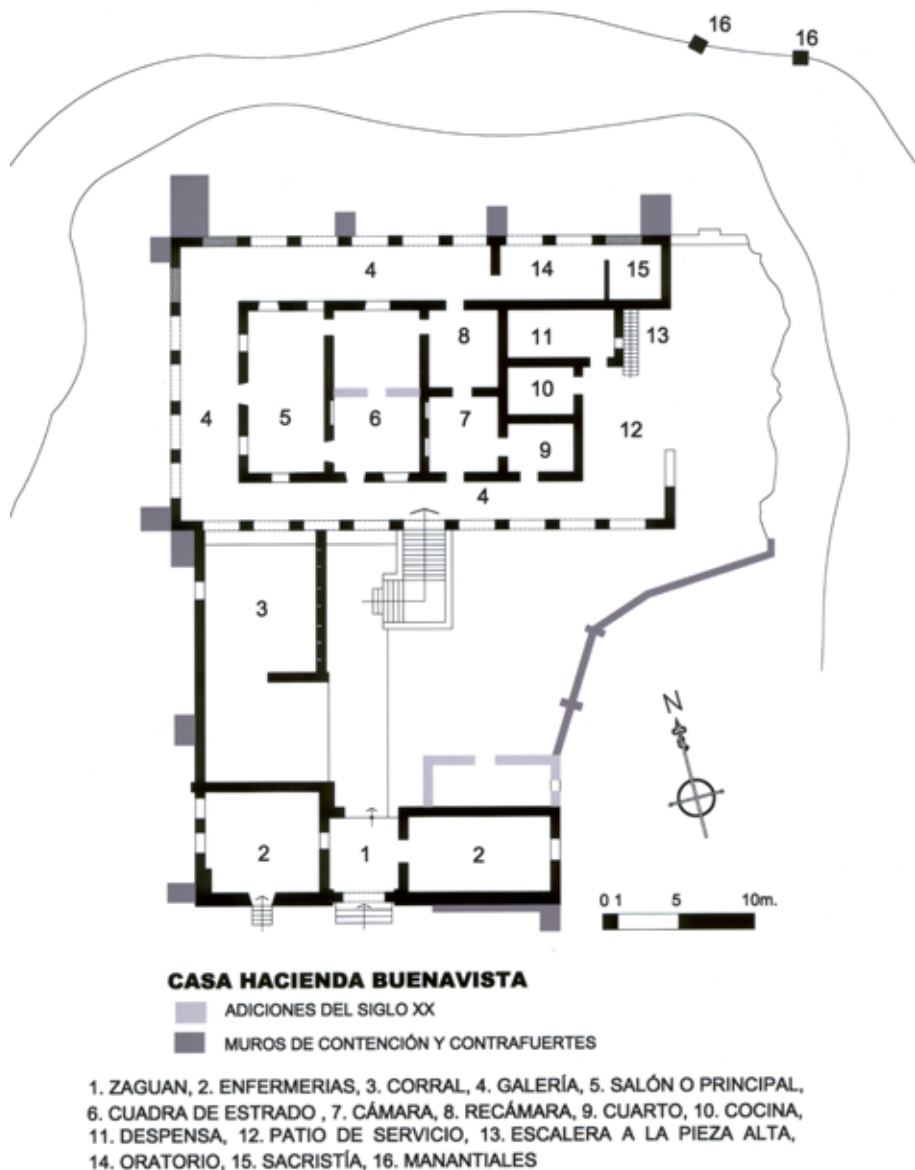 16
16
4
14
15
8
11
13
4
5
6
7
10
12
9
4
3
N
2
1
2
0 1 5 10m.
CASA HACIENDA BUENAVISTA
ADICIONES DEL SIGLO XX
MUROS DE CONTENCIÓN Y CONTRAFUERTES
1. ZAGUAN, 2. ENFERMERIAS, 3. CORRAL, 4. GALERÍA, 5. SALÓN O PRINCIPAL,
6. CUADRA DE ESTRADO , 7. CÁMARA, 8. RECÁMARA, 9. CUARTO, 10. COCINA,
11. DESPENSA, 12. PATIO DE SERVICIO, 13. ESCALERA A LA PIEZA ALTA,
14. ORATORIO, 15. SACRISTÍA, 16. MANANTIALES